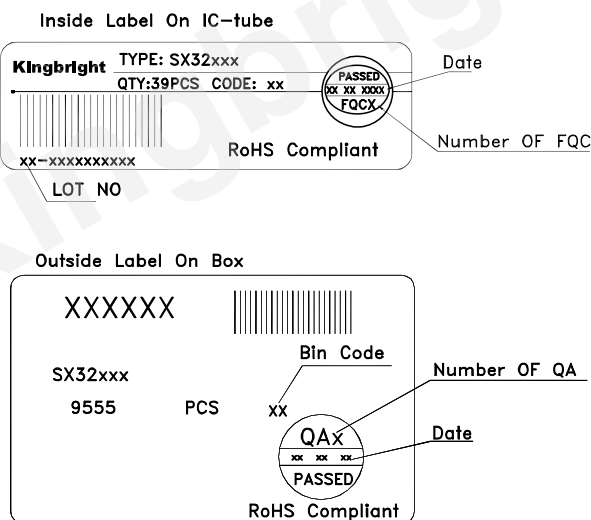 Inside Label On IC-tube
Kingbright
TYPE: SX32xxx
QTY:39PCS CODE: xx
PASSED
xx xx xxxx
FQCX
Date
Number OF FQC
RoHS Compliant
xx-xxxxxxxxxx
LOT NO
Outside Label On Box
XXXXXX
Bin Code
SX32xxx
9555 PCS xx
Number OF QA
QAx
xx xx xx
Date
PASSED
RoHS Compliant